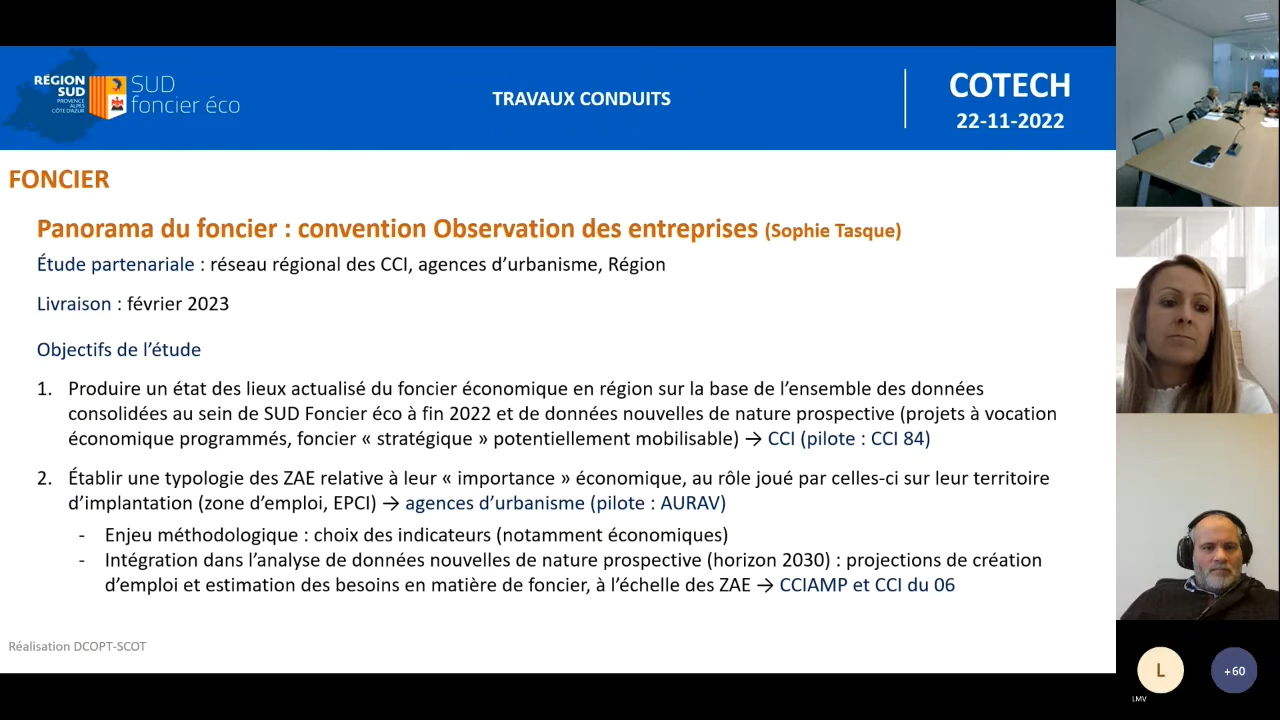 RÉGION
SUD
PROVENCE
ALPES
CÔTE D'AZUR
SUD
foncier éco
TRAVAUX CONDUITS
COTECH
22-11-2022
FONCIER
Panorama du foncier : convention Observation des entreprises (Sophie Tasque)
Étude partenariale : réseau régional des CCI, agences d’urbanisme, Région
Livraison : février 2023
Objectifs de l’étude
1. Produire un état des lieux actualisé du foncier économique en région sur la base de l’ensemble des données
consolidées au sein de SUD Foncier éco à fin 2022 et de données nouvelles de nature prospective (projets à vocation
économique programmés, foncier « stratégique » potentiellement mobilisable) → CCI (pilote : CCI 84)
2. Établir une typologie des ZAE relative à leur « importance » économique, au rôle joué par celles-ci sur leur territoire
d’implantation (zone d’emploi, EPCI) → agences d’urbanisme (pilote : AURAV)
- Enjeu méthodologique : choix des indicateurs (notamment économiques)
- Intégration dans l’analyse de données nouvelles de nature prospective (horizon 2030) : projections de création
d’emploi et estimation des besoins en matière de foncier, à l’échelle des ZAE → CCIAMP et CCI du 06
Réalisation DCOPT-SCOT
L
+60
LMV